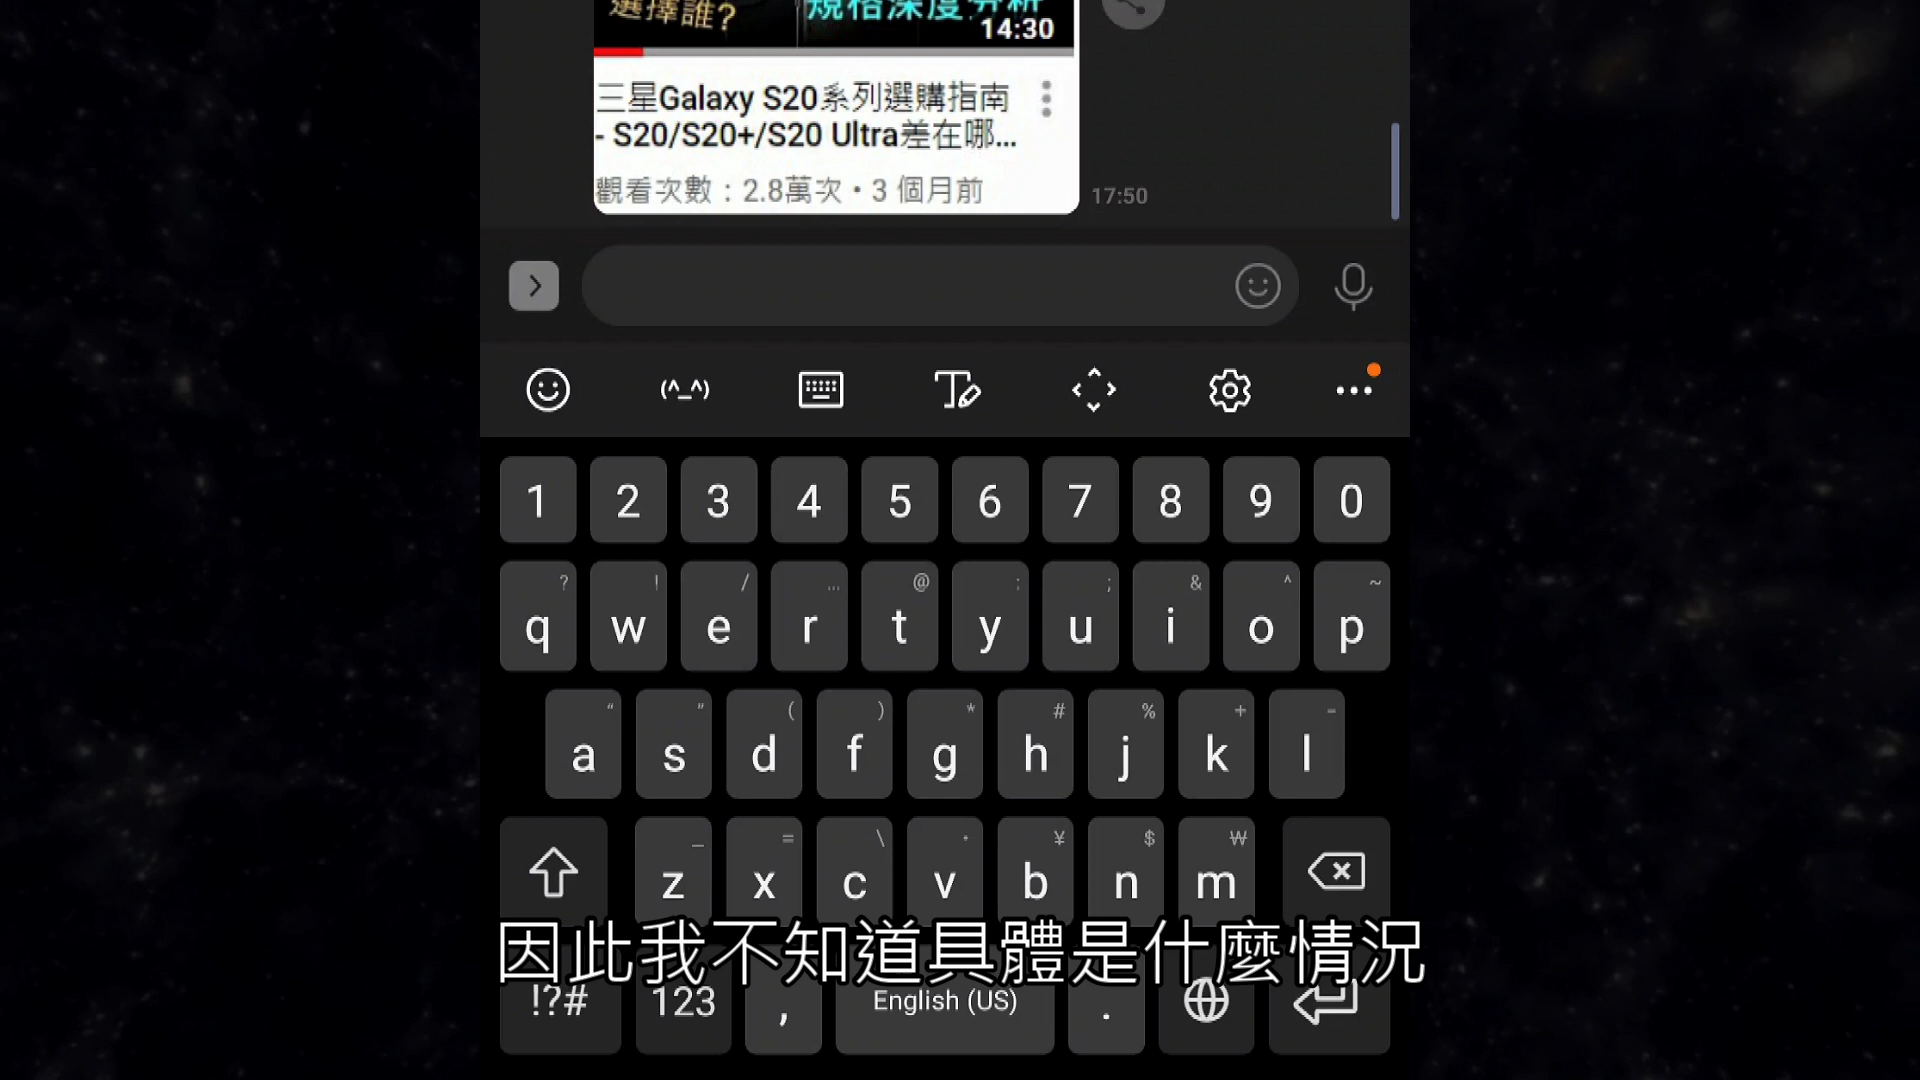 選擇誰?
規格深度分析
14:30
三星Galaxy S20系列選購指南
- S20/S20+/S20 Ultra差在哪...
觀看次數：2.8萬次・3 個月前
17:50
(^_^)
1 2 3 4 5 6 7 8 9 0
? ! / ... @ : ; & ^ ~
q w e r t y u i o p
“ ” ( ) * # % + -
a s d f g h j k l
_ = \ · ¥ $ ₩
z x c v b n m
因此我不知道具體是什麼情況
!?# 123 , English (US) .